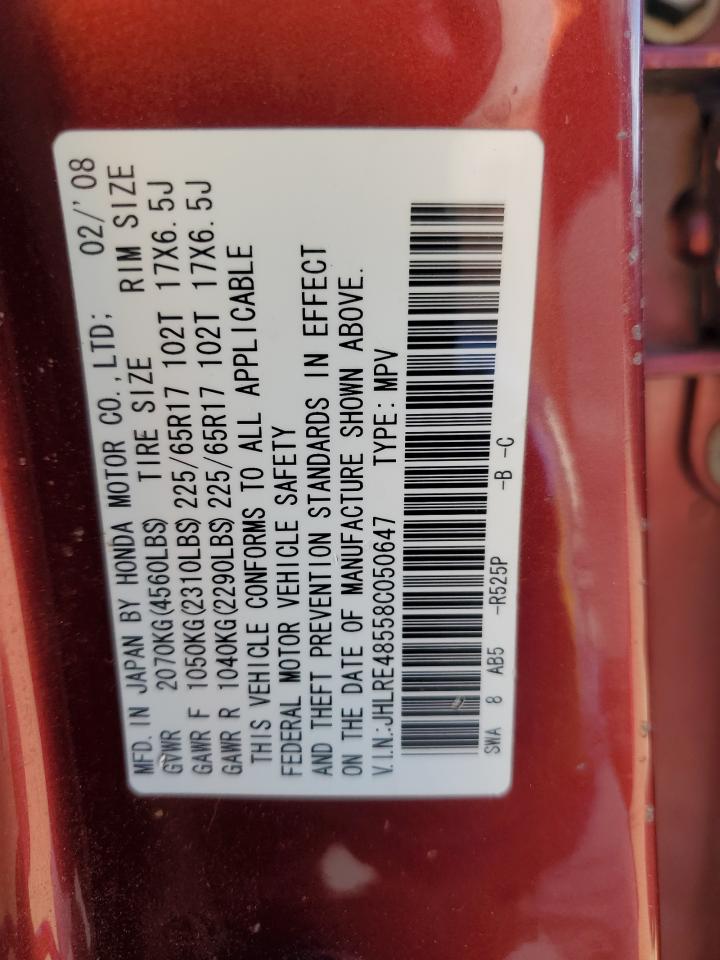 MFD. IN JAPAN BY HONDA MOTOR CO., LTD; 02/'08
GVWR 2070KG(4560LBS) TIRE SIZE RIM SIZE
GAWR F 1050KG(2310LBS) 225/65R17 102T 17X6.5J
GAWR R 1040KG(2290LBS) 225/65R17 102T 17X6.5J
THIS VEHICLE CONFORMS TO ALL APPLICABLE
FEDERAL MOTOR VEHICLE SAFETY
AND THEFT PREVENTION STANDARDS IN EFFECT
ON THE DATE OF MANUFACTURE SHOWN ABOVE.
V.I.N.:JHLRE48558C050647 TYPE: MPV
SWA 8 AB5 -R525P -B -C